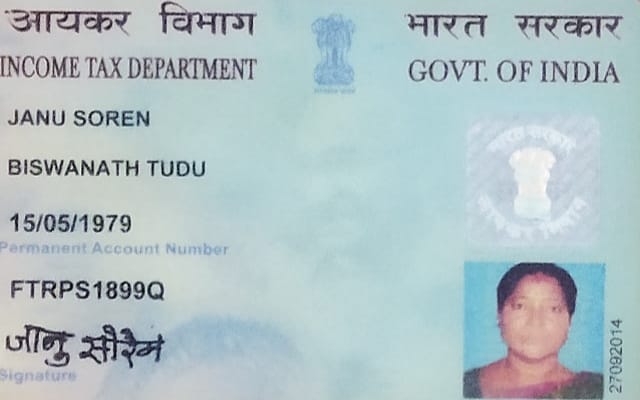 आयकर विभाग भारत सरकार
INCOME TAX DEPARTMENT GOVT. OF INDIA
JANU SOREN
BISWANATH TUDU
15/05/1979
Permanent Account Number
FTRPS1899Q
जानु सोरेन
Signature
27092014